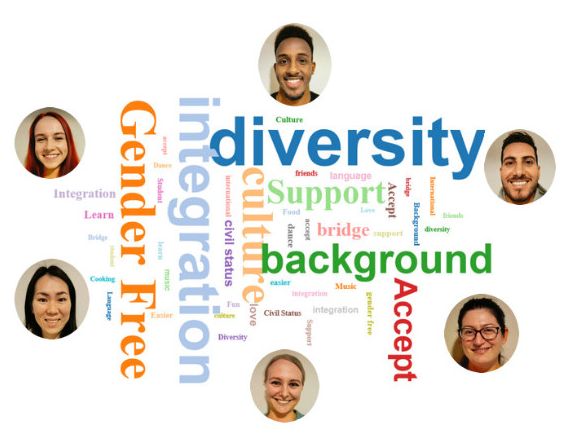 Culture
diversity
Gender Free
integration
accept
Dance
Student
friends
language
international
culture
Support
Accept
bridge
International
Integration
Learn
Food
Love
Background
friends
civil status
dance
accept
bridge
support
diversity
Bridge
student
learn
background
Cooking
music
easier
Music
Accept
Language
integration
gender free
Fun
love
Easier
culture
Civil Status
integration
Support
Diversity